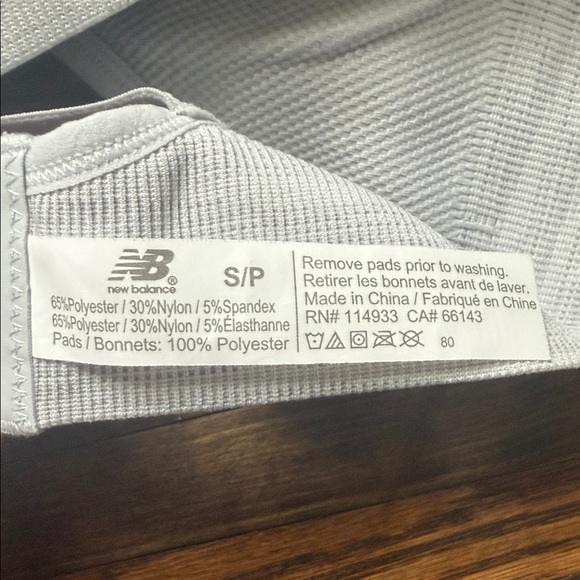 NB®
new balance
S/P
65%Polyester / 30%Nylon / 5%Spandex
65%Polyester / 30%Nylon / 5%Élasthanne
Pads / Bonnets: 100% Polyester
Remove pads prior to washing.
Retirer les bonnets avant de laver.
Made in China / Fabriqué en Chine
RN# 114933 CA# 66143
80